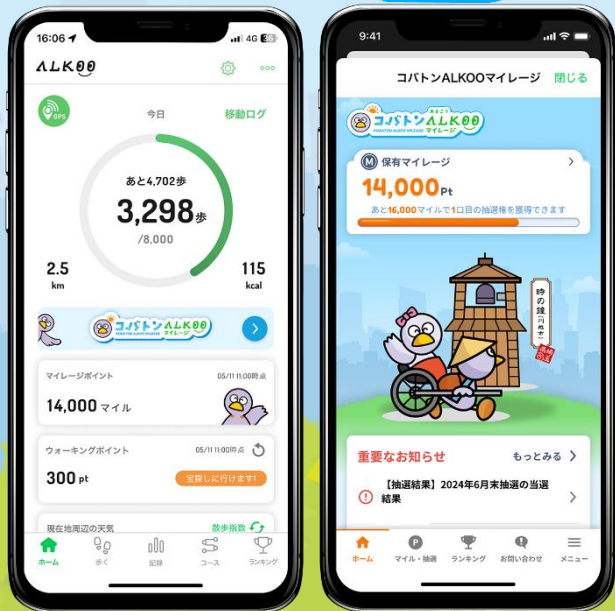 16:06
4G
ALKOO
GPS
今日
移動ログ
あと4,702歩
3,298歩
/8,000
2.5
km
115
kcal
コバトンALKOO
マイレージ
マイレージポイント
05/11 11:00時点
14,000 マイル
ウォーキングポイント
05/11 11:00時点
300 pt
宝探しに行けます!
現在地周辺の天気
散歩指数
ホーム
歩く
記録
コース
ランキング
9:41
コバトンALKOOマイレージ
閉じる
コバトンALKOO
マイレージ
M 保有マイレージ
14,000Pt
あと16,000マイルで1口目の抽選権を獲得できます
時の鐘(川越市)
重要なお知らせ
もっとみる
【抽選結果】2024年6月末抽選の当選
結果
ホーム
マイル・抽選
ランキング
お問い合わせ
メニュー